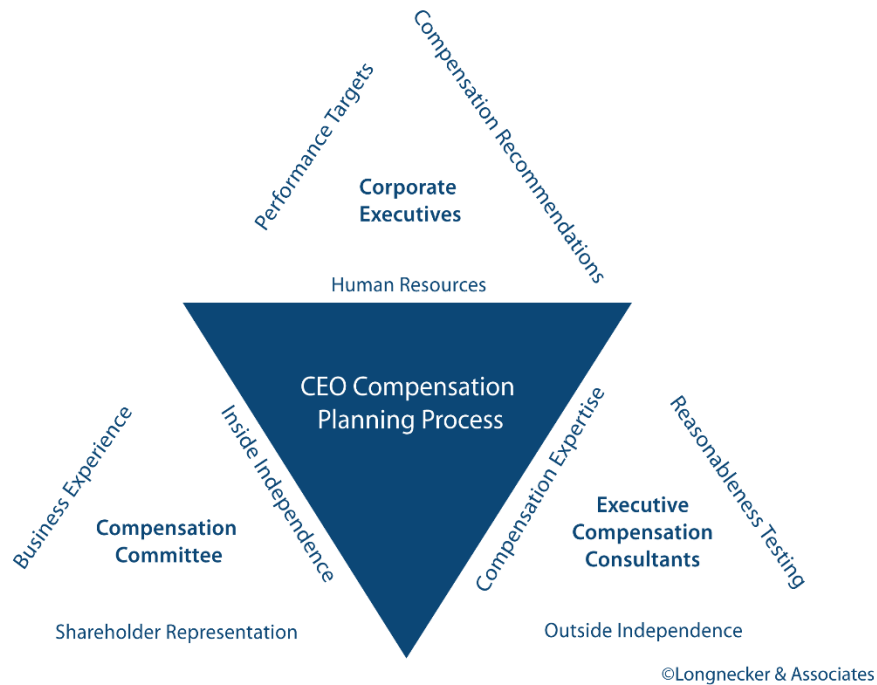 Performance Targets
Compensation Recommendations
Corporate
Executives
Human Resources
CEO Compensation
Planning Process
Business Experience
Inside Independence
Compensation
Committee
Shareholder Representation
Compensation Expertise
Reasonableness Testing
Executive
Compensation
Consultants
Outside Independence
©Longnecker & Associates